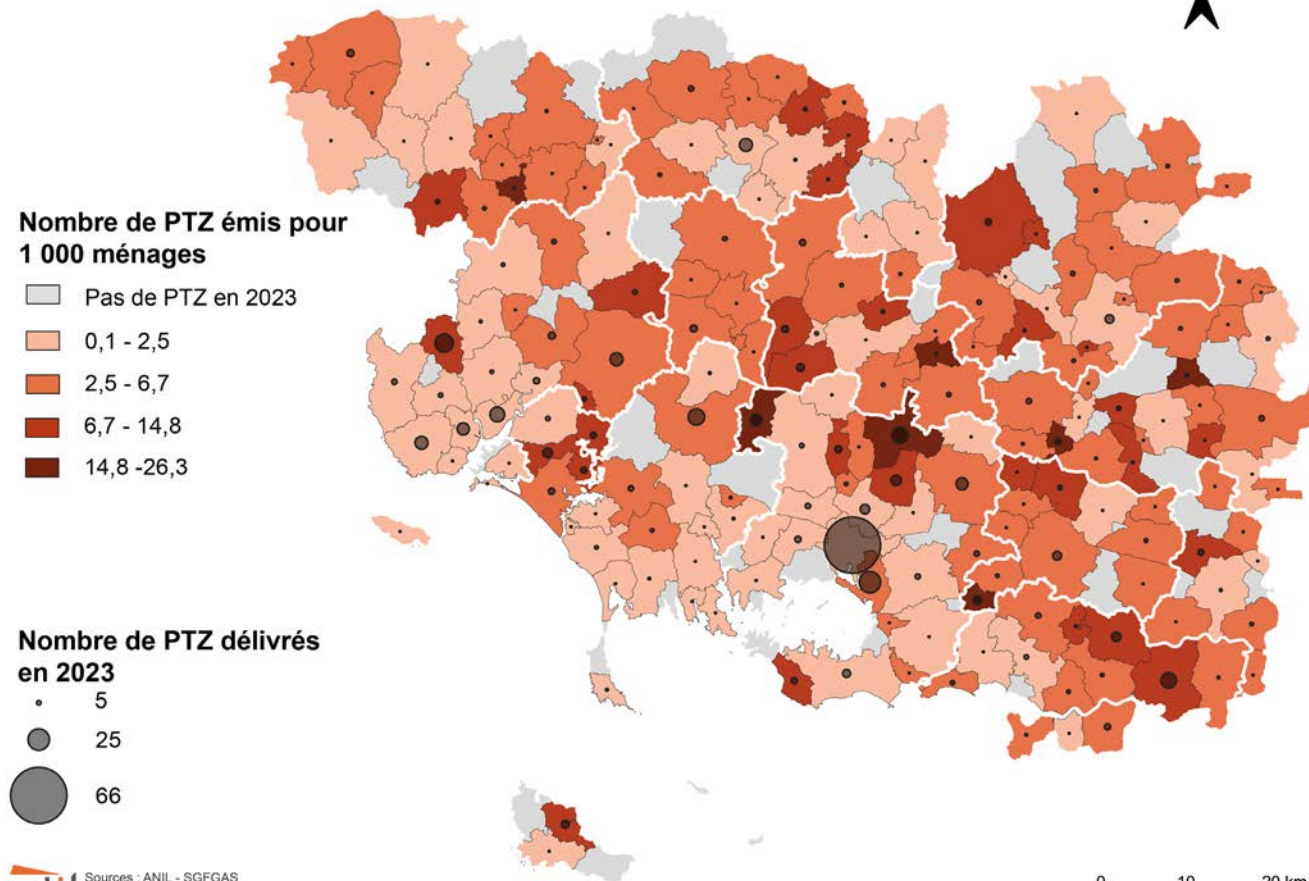 Nombre de PTZ émis pour
1 000 ménages
Pas de PTZ en 2023
0,1 - 2,5
2,5 - 6,7
6,7 - 14,8
14,8 -26,3
Nombre de PTZ délivrés
en 2023
5
25
66
Sources : ANIL - SGFGAS
0 10 20 km